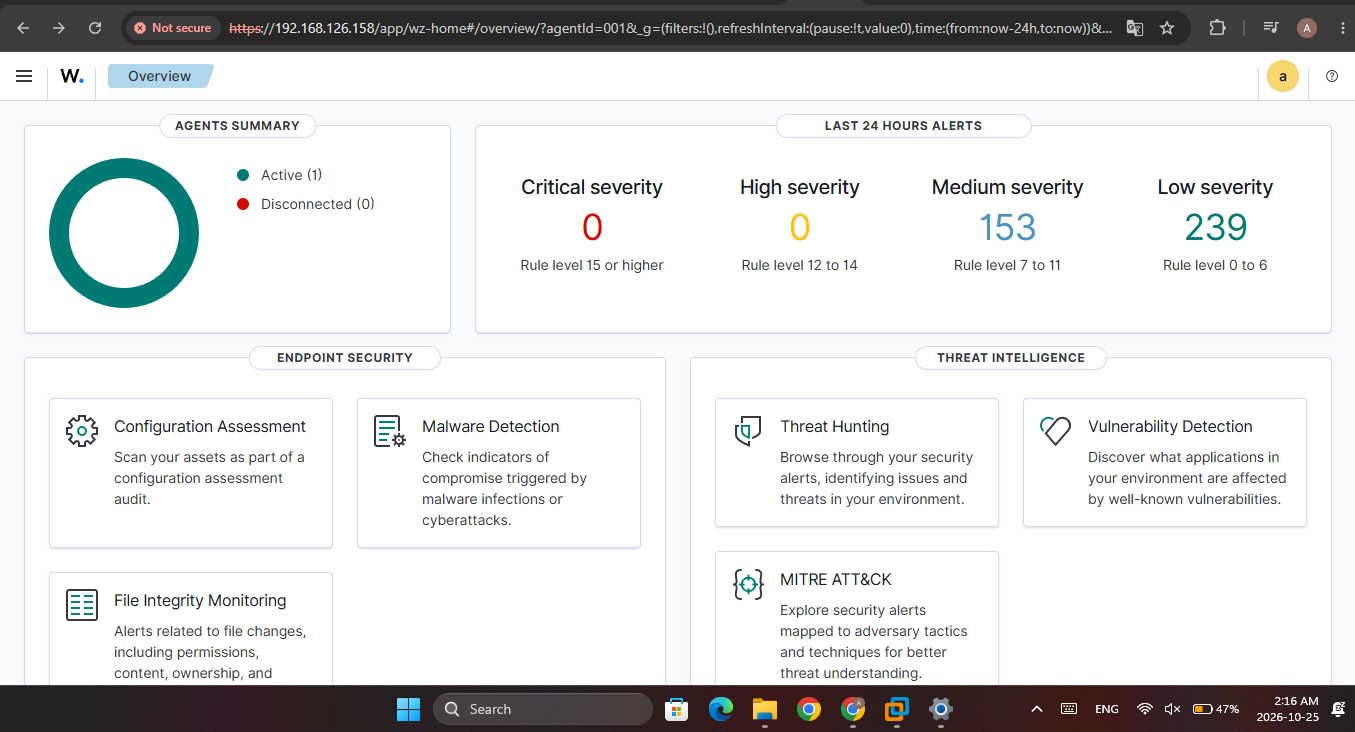 Not secure
https://192.168.126.158/app/wz-home#/overview/?agentId=001&_g=(filters:!(),refreshInterval:(pause:!t,value:0),time:(from:now-24h,to:now))&...
A
W.
Overview
a
AGENTS SUMMARY
Active (1)
Disconnected (0)
LAST 24 HOURS ALERTS
Critical severity
0
Rule level 15 or higher
High severity
0
Rule level 12 to 14
Medium severity
153
Rule level 7 to 11
Low severity
239
Rule level 0 to 6
ENDPOINT SECURITY
Configuration Assessment
Scan your assets as part of a
configuration assessment
audit.
Malware Detection
Check indicators of
compromise triggered by
malware infections or
cyberattacks.
File Integrity Monitoring
Alerts related to file changes,
including permissions,
content, ownership, and
THREAT INTELLIGENCE
Threat Hunting
Browse through your security
alerts, identifying issues and
threats in your environment.
Vulnerability Detection
Discover what applications in
your environment are affected
by well-known vulnerabilities.
MITRE ATT&CK
Explore security alerts
mapped to adversary tactics
and techniques for better
threat understanding.
Search
ENG
47%
2:16 AM
2026-10-25